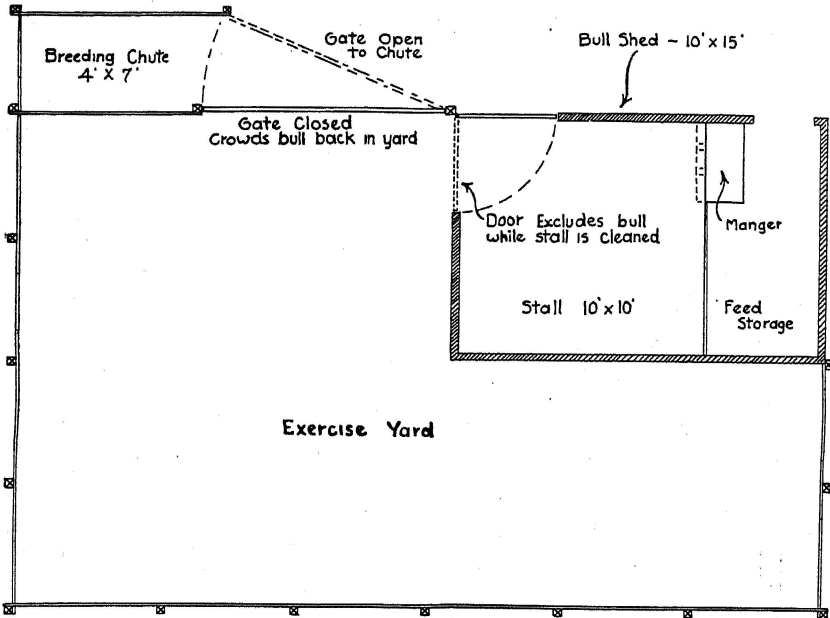 Gate Open
to Chute
Bull Shed ~ 10' x 15'
Breeding Chute
4' X 7'
Gate Closed
Crowds bull back in yard
Door Excludes bull
while stall is cleaned
Manger
Stall 10' x 10'
Feed
Storage
Exercise Yard